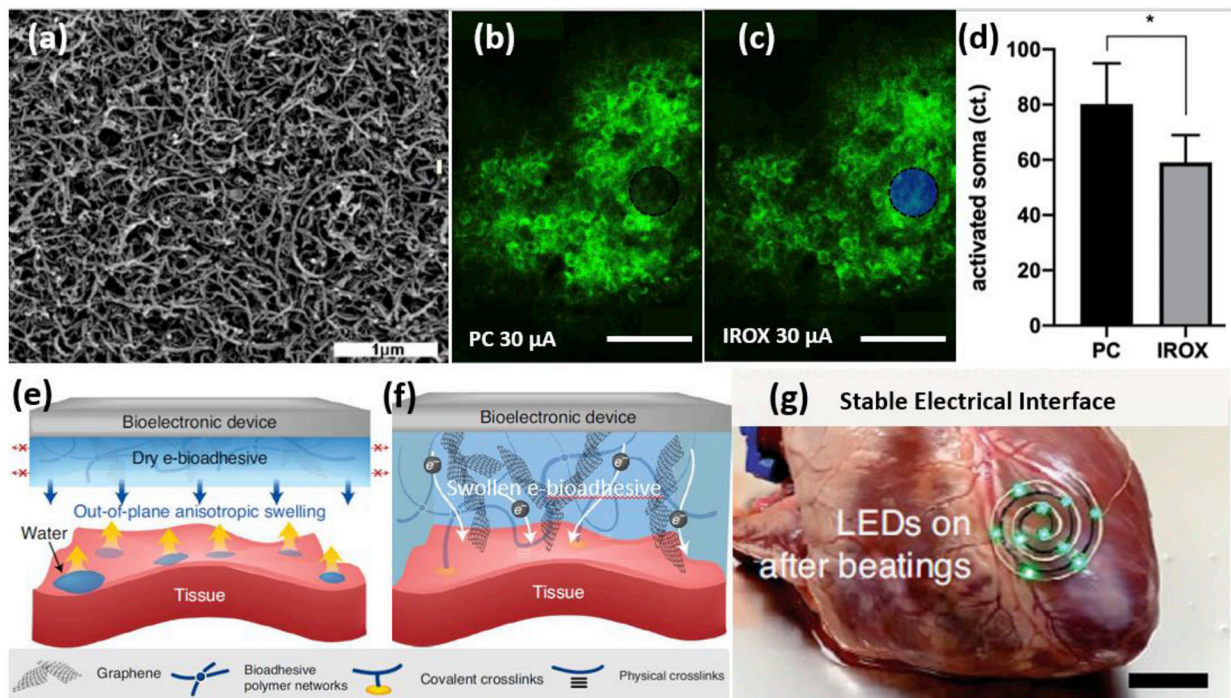 (a)
1µm
(b)
PC 30 µA
(c)
IROX 30 µA
(d)
*
activated soma (ct.)
100
80
60
40
20
0
PC
IROX
(e)
Bioelectronic device
Dry e-bioadhesive
Out-of-plane anisotropic swelling
Water
Tissue
(f)
Bioelectronic device
e-
e-
e-
e-
Swollen e-bioadhesive
Tissue
Graphene
Bioadhesive
polymer networks
Covalent crosslinks
Physical crosslinks
(g)
Stable Electrical Interface
LEDs on
after beatings